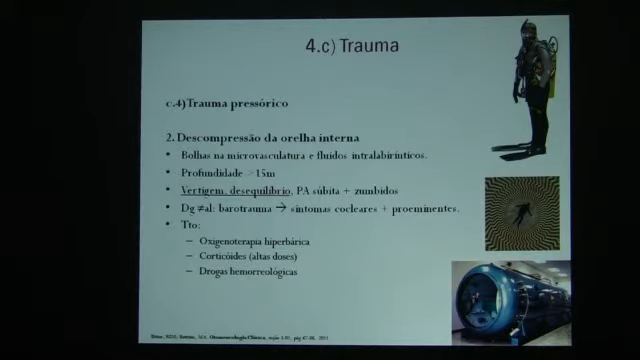 4.c) Trauma
c.4)Trauma pressórico
2. Descompressão da orelha interna
• Bolhas na microvasculatura e fluidos intralabirínticos.
• Profundidade > 15m
• Vertigem, desequilíbrio, PA súbita + zumbidos
• Dg ≠al: barotrauma → sintomas cocleares + proeminentes.
• Tto:
– Oxigenoterapia hiperbárica
– Corticóides (altas doses)
– Drogas hemorreológicas